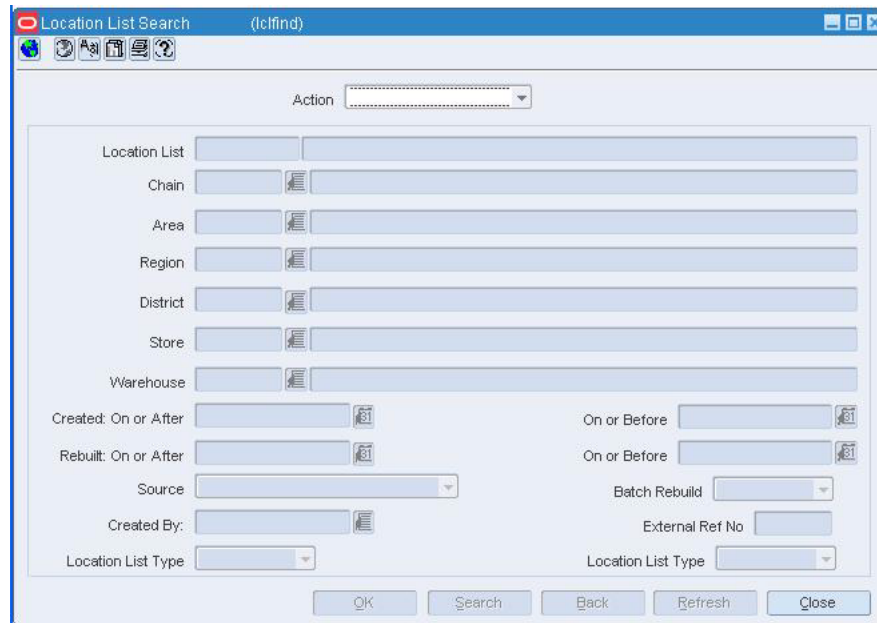 Location List Search (lclfind)
Action
Location List
Chain
Area
Region
District
Store
Warehouse
Created: On or After On or Before
Rebuilt: On or After On or Before
Source Batch Rebuild
Created By: External Ref No
Location List Type Location List Type
OK Search Back Refresh Close